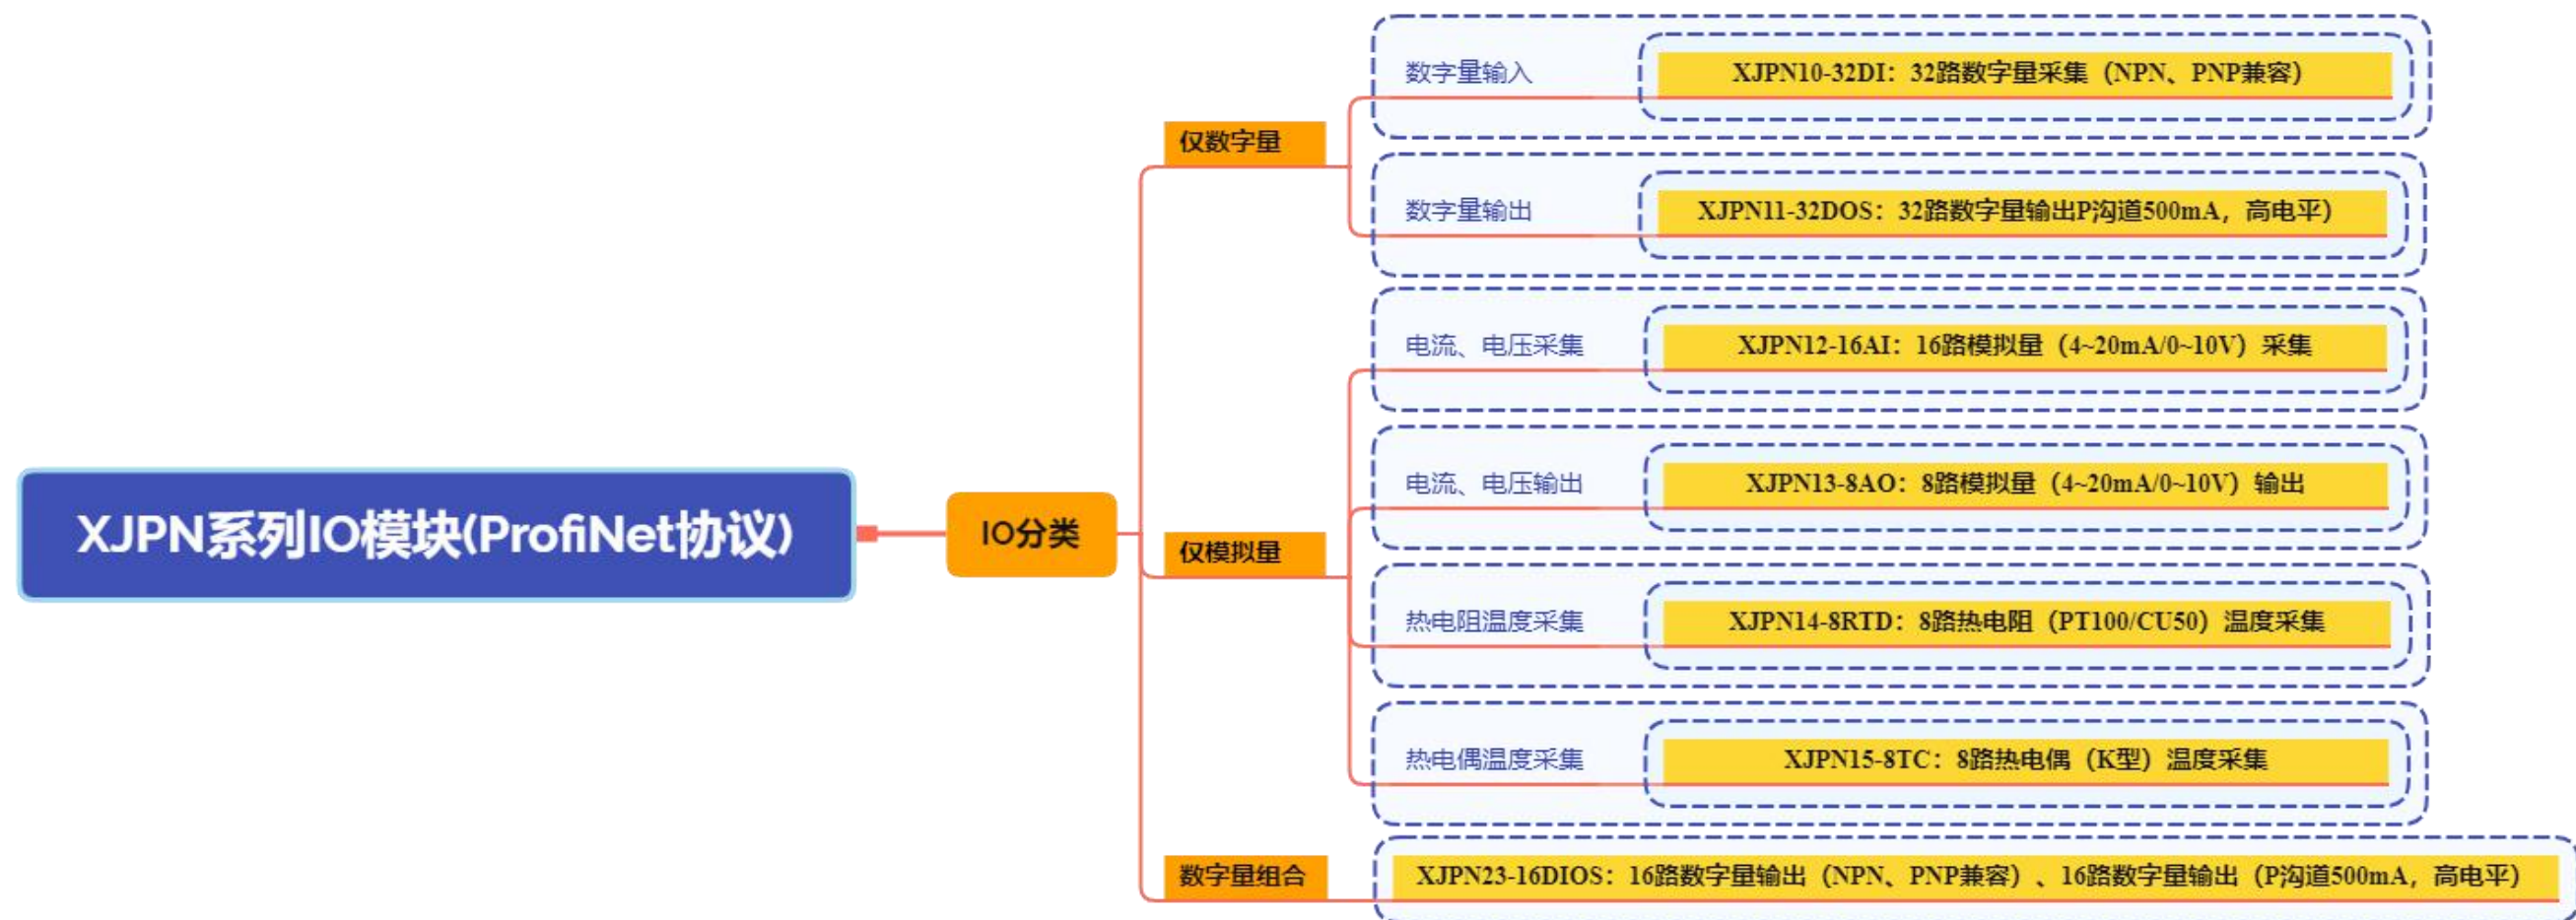 XJPN系列IO模块(ProfiNet协议)
IO分类
仅数字量
数字量输入
XJPN10-32DI：32路数字量采集（NPN、PNP兼容）
数字量输出
XJPN11-32DOS：32路数字量输出P沟道500mA，高电平）
仅模拟量
电流、电压采集
XJPN12-16AI：16路模拟量（4~20mA/0~10V）采集
电流、电压输出
XJPN13-8AO：8路模拟量（4~20mA/0~10V）输出
热电阻温度采集
XJPN14-8RTD：8路热电阻（PT100/CU50）温度采集
热电偶温度采集
XJPN15-8TC：8路热电偶（K型）温度采集
数字量组合
XJPN23-16DIOS：16路数字量输出（NPN、PNP兼容）、16路数字量输出（P沟道500mA，高电平）